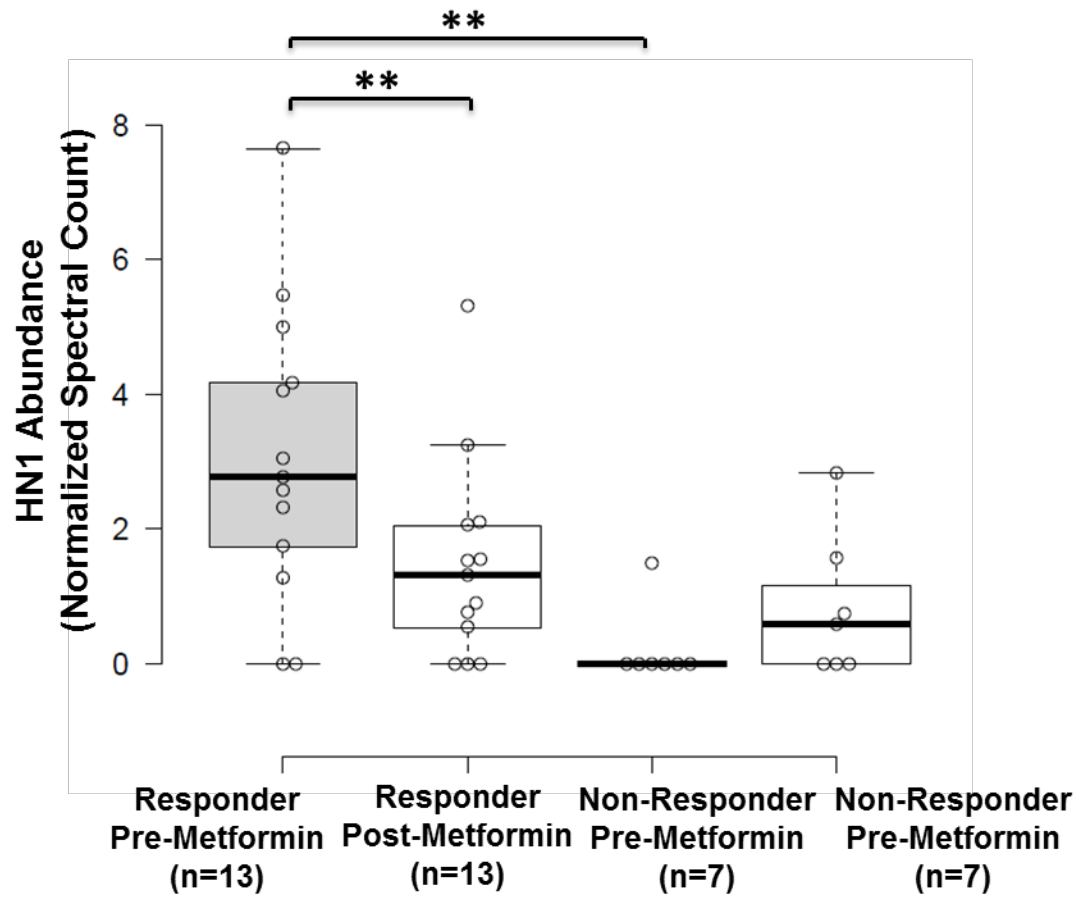 **
**
HN1 Abundance
(Normalized Spectral Count)
8
6
4
2
0
Responder
Pre-Metformin
(n=13)
Responder
Post-Metformin
(n=13)
Non-Responder
Pre-Metformin
(n=7)
Non-Responder
Pre-Metformin
(n=7)